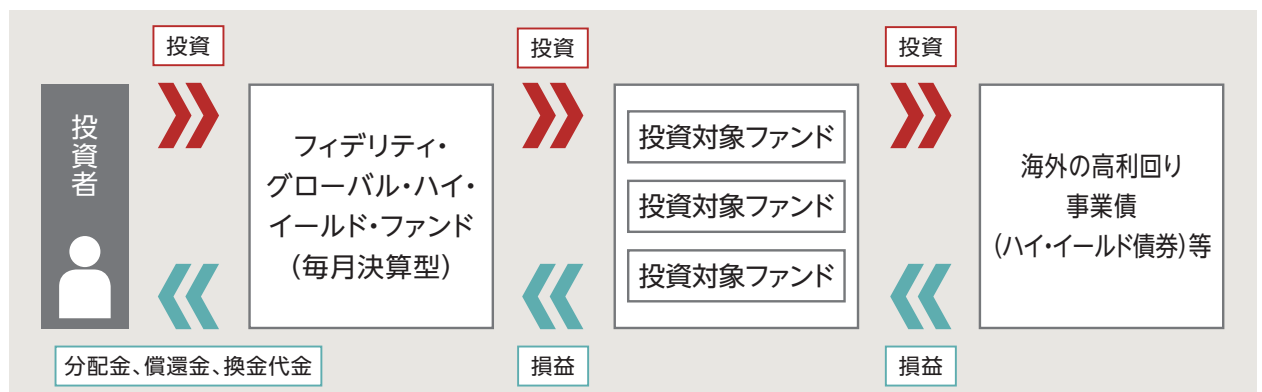 投資
投資
投資
投資者
フィデリティ・
グローバル・ハイ・
イールド・ファンド
(毎月決算型)
投資対象ファンド
投資対象ファンド
投資対象ファンド
海外の高利回り
事業債
(ハイ・イールド債券)等
分配金、償還金、換金代金
損益
損益